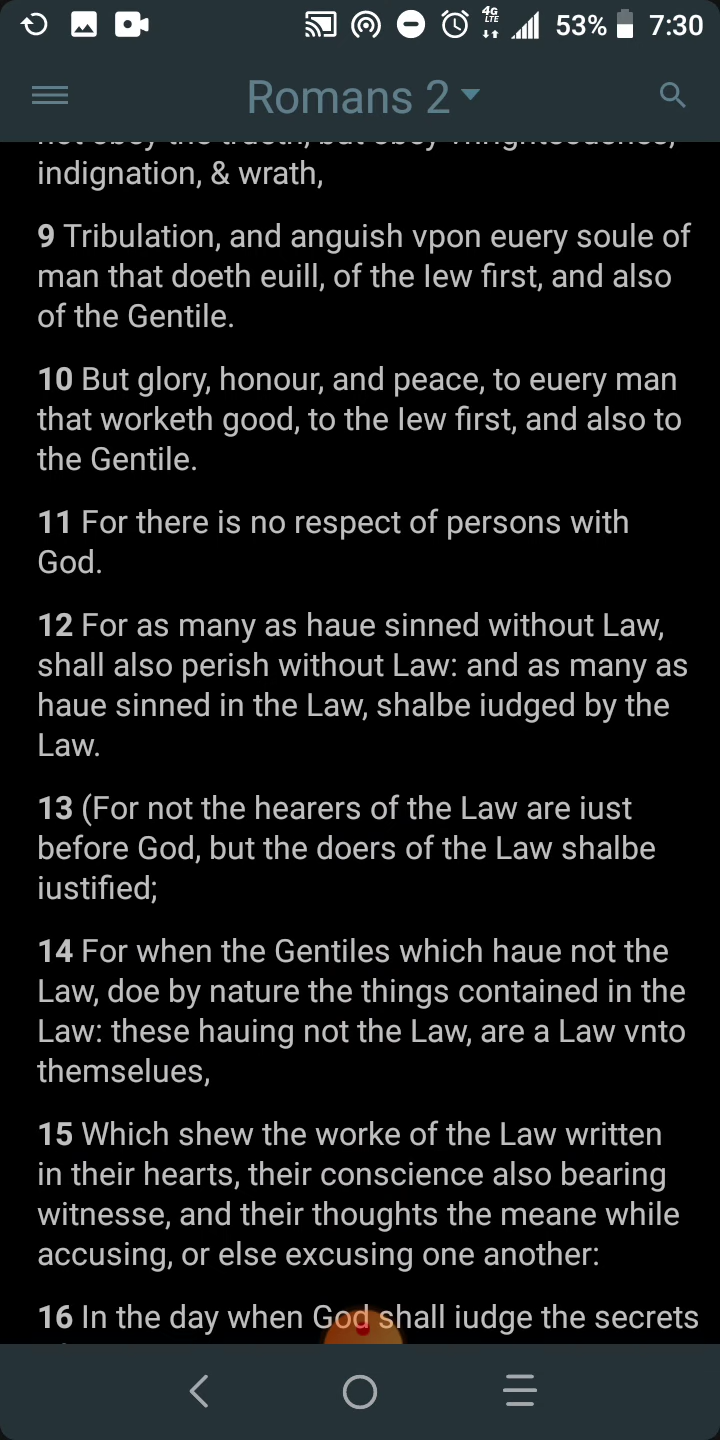 4G
LTE
53%
7:30
Romans 2
indignation, & wrath,
9 Tribulation, and anguish vpon euery soule of
man that doeth euill, of the Iew first, and also
of the Gentile.
10 But glory, honour, and peace, to euery man
that worketh good, to the Iew first, and also to
the Gentile.
11 For there is no respect of persons with
God.
12 For as many as haue sinned without Law,
shall also perish without Law: and as many as
haue sinned in the Law, shalbe iudged by the
Law.
13 (For not the hearers of the Law are iust
before God, but the doers of the Law shalbe
iustified;
14 For when the Gentiles which haue not the
Law, doe by nature the things contained in the
Law: these hauing not the Law, are a Law vnto
themselues,
15 Which shew the worke of the Law written
in their hearts, their conscience also bearing
witnesse, and their thoughts the meane while
accusing, or else excusing one another:
16 In the day when God shall iudge the secrets